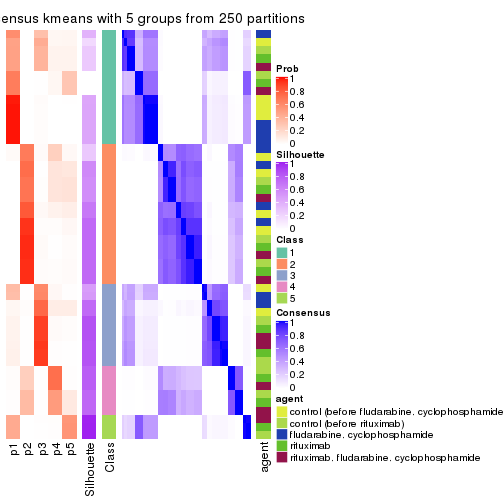 ensus kmeans with 5 groups from 250 partitions
Prob
1
0.8
0.6
0.4
0.2
0
Silhouette
1
0.8
0.6
0.4
0.2
0
Class
1
2
3
4
5
Consensus
1
0.8
0.6
0.4
0.2
0
agent
control (before fludarabine. cyclophosphamide
control (before rituximab)
fludarabine. cyclophosphamide
rituximab
rituximab. fludarabine. cyclophosphamide
p1
p2
p3
p4
p5
Silhouette
Class
agent